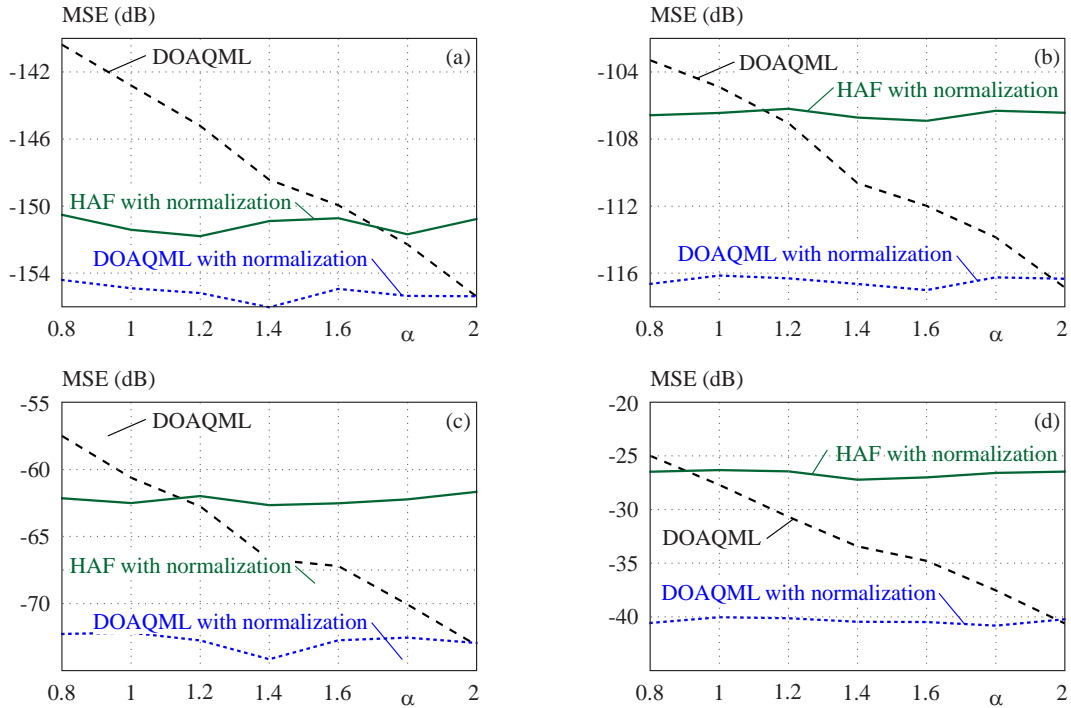 MSE (dB)
(a)
DOAQML
-142
-146
-150
-154
HAF with normalization
DOAQML with normalization
0.8 1 1.2 1.4 1.6 α 2
MSE (dB)
(b)
DOAQML
HAF with normalization
-104
-108
-112
-116
DOAQML with normalization
0.8 1 1.2 1.4 1.6 α 2
MSE (dB)
(c)
DOAQML
-55
-60
-65
-70
HAF with normalization
DOAQML with normalization
0.8 1 1.2 1.4 1.6 α 2
MSE (dB)
(d)
HAF with normalization
-20
-25
-30
-35
-40
DOAQML
DOAQML with normalization
0.8 1 1.2 1.4 1.6 α 2